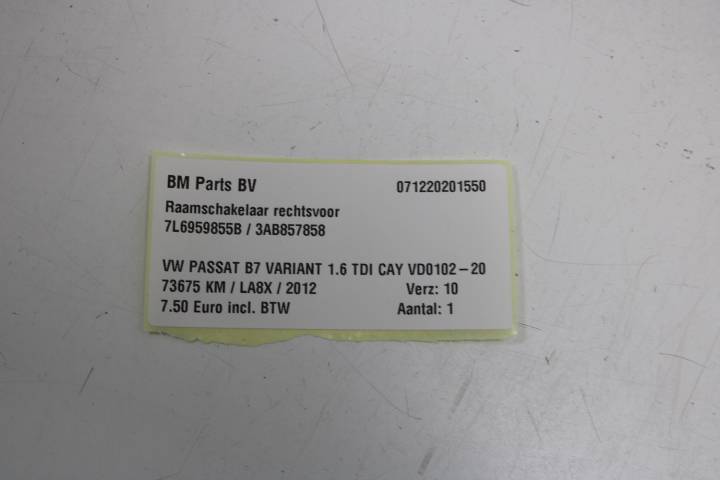 BM Parts BV 071220201550
Raamschakelaar rechtsvoor
7L6959855B / 3AB857858
VW PASSAT B7 VARIANT 1.6 TDI CAY VD0102-20
73675 KM / LA8X / 2012 Verz: 10
7.50 Euro incl. BTW Aantal: 1